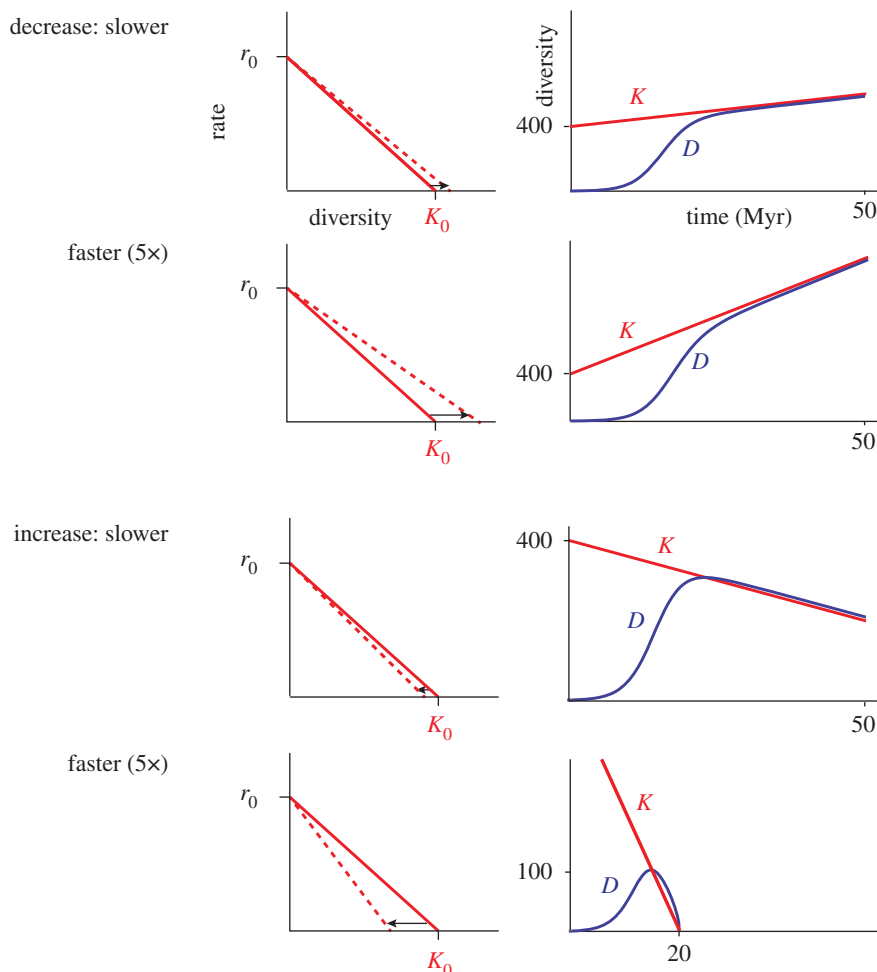 decrease: slower
r0
rate
K0
diversity
diversity
K
400
D
time (Myr)
50
faster (5×)
r0
K0
K
400
D
50
increase: slower
r0
K0
400
K
D
50
faster (5×)
r0
K0
K
100
D
20